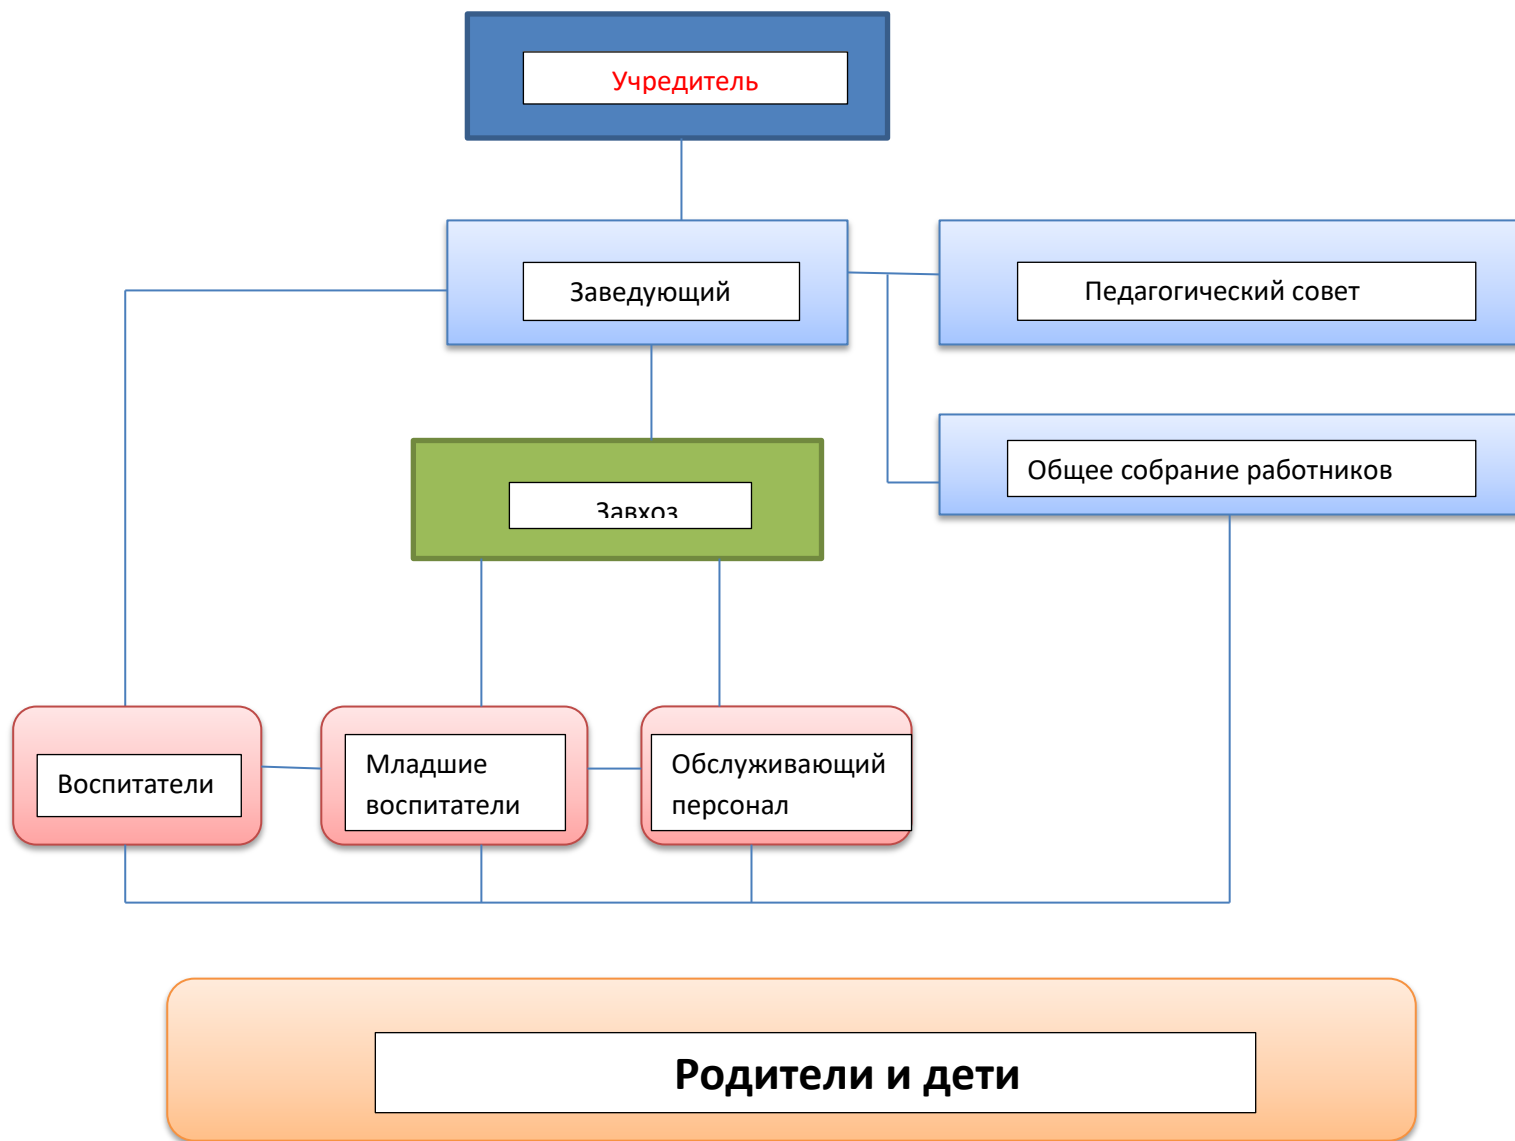 Учредитель
Заведующий
Педагогический совет
Общее собрание работников
Завхоз
Воспитатели
Младшие
воспитатели
Обслуживающий
персонал
Родители и дети